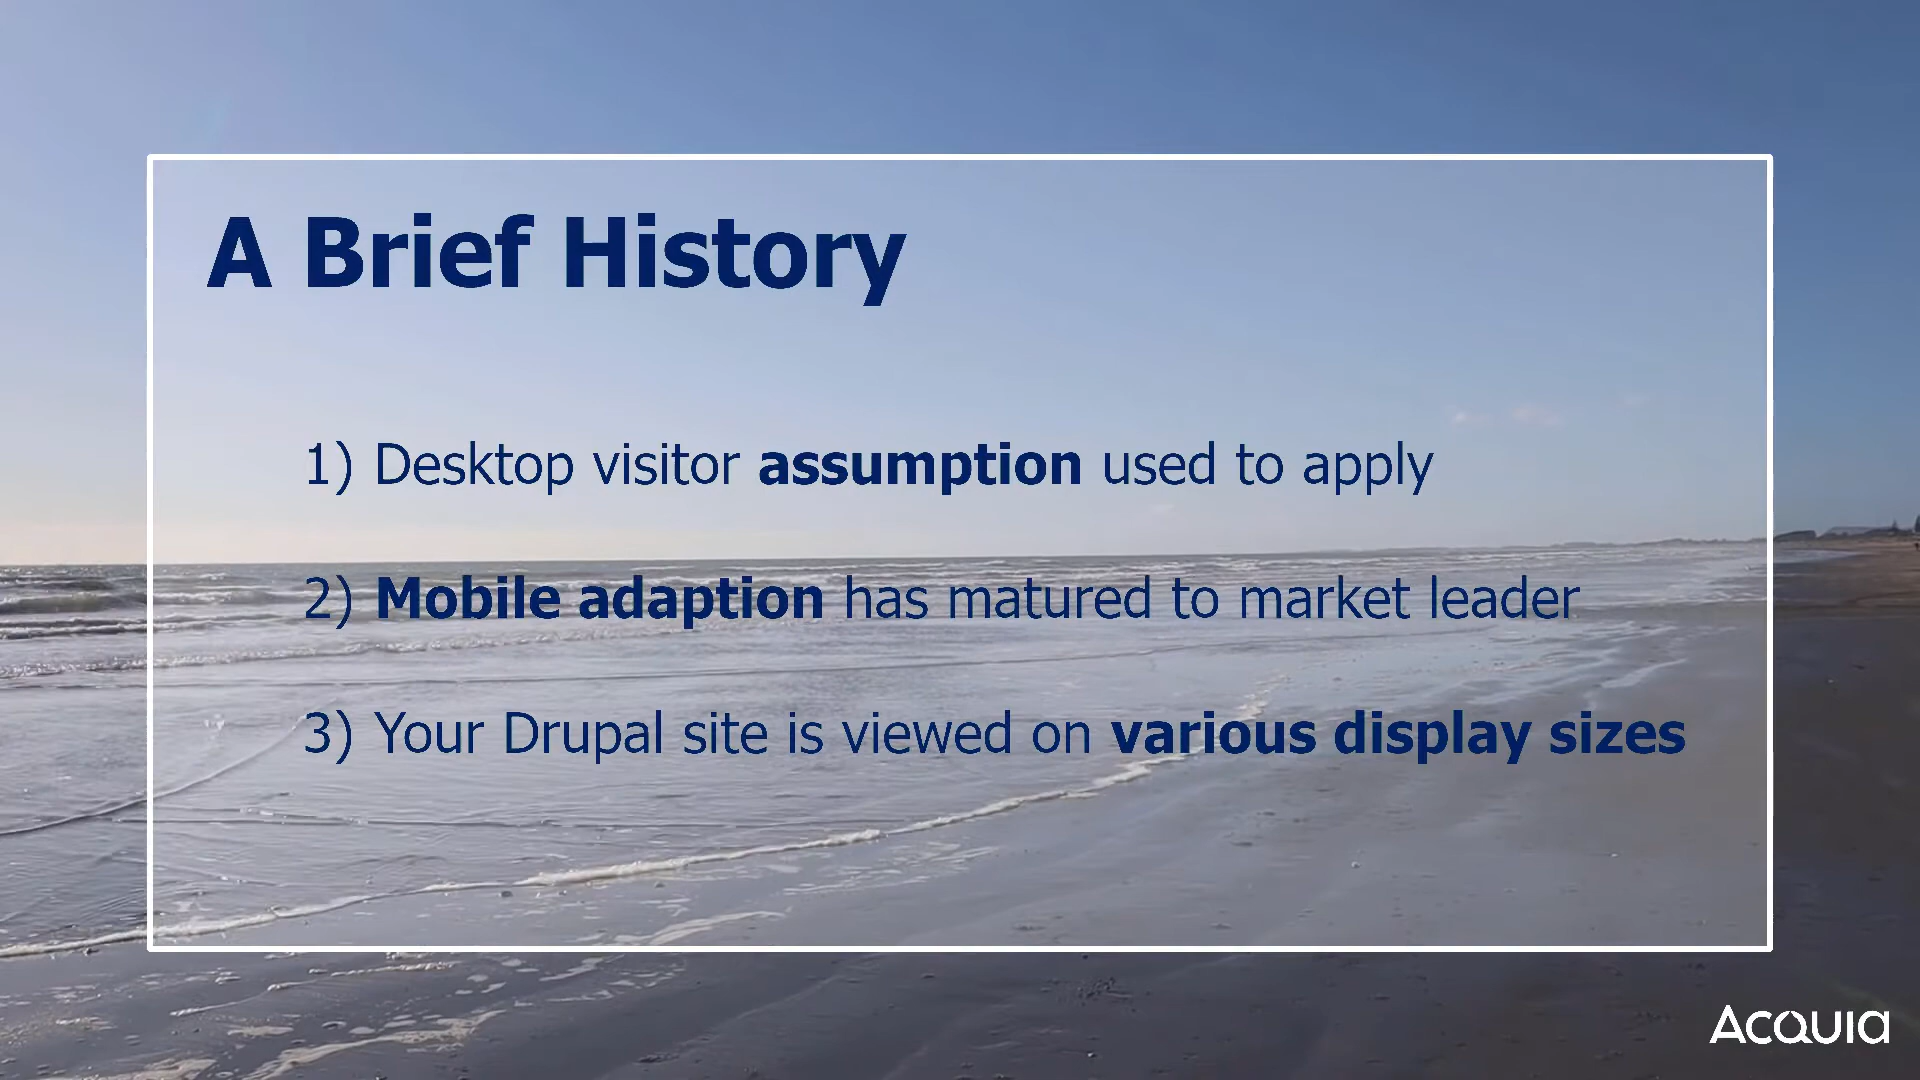 A Brief History
1) Desktop visitor assumption used to apply
2) Mobile adaption has matured to market leader
3) Your Drupal site is viewed on various display sizes
Acquia